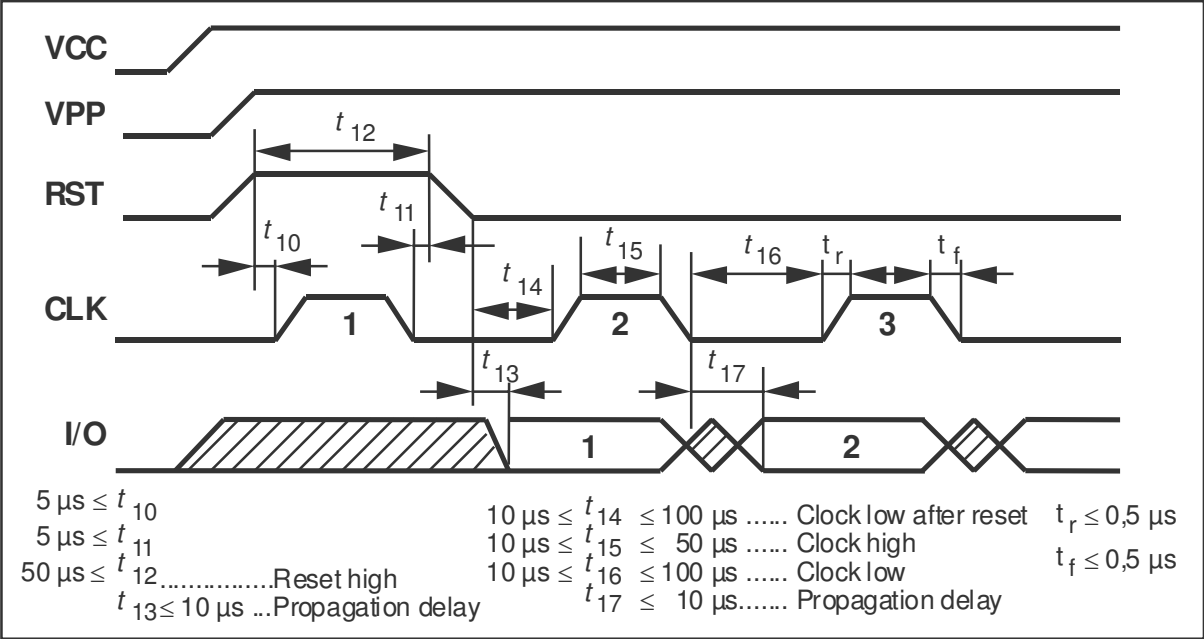 VCC
VPP
t 12
RST
t 11
t 10
t 15
t 16
t r
t f
t 14
CLK
1
2
3
t 13
t 17
I/O
1
2
5 µs ≤ t 10
5 µs ≤ t 11
50 µs ≤ t 12 ................Reset high
t 13 ≤ 10 µs ...Propagation delay
10 µs ≤ t 14 ≤ 100 µs ...... Clock low after reset
10 µs ≤ t 15 ≤ 50 µs ...... Clock high
10 µs ≤ t 16 ≤ 100 µs ...... Clock low
t 17 ≤ 10 µs....... Propagation delay
t r ≤ 0,5 µs
t f ≤ 0,5 µs